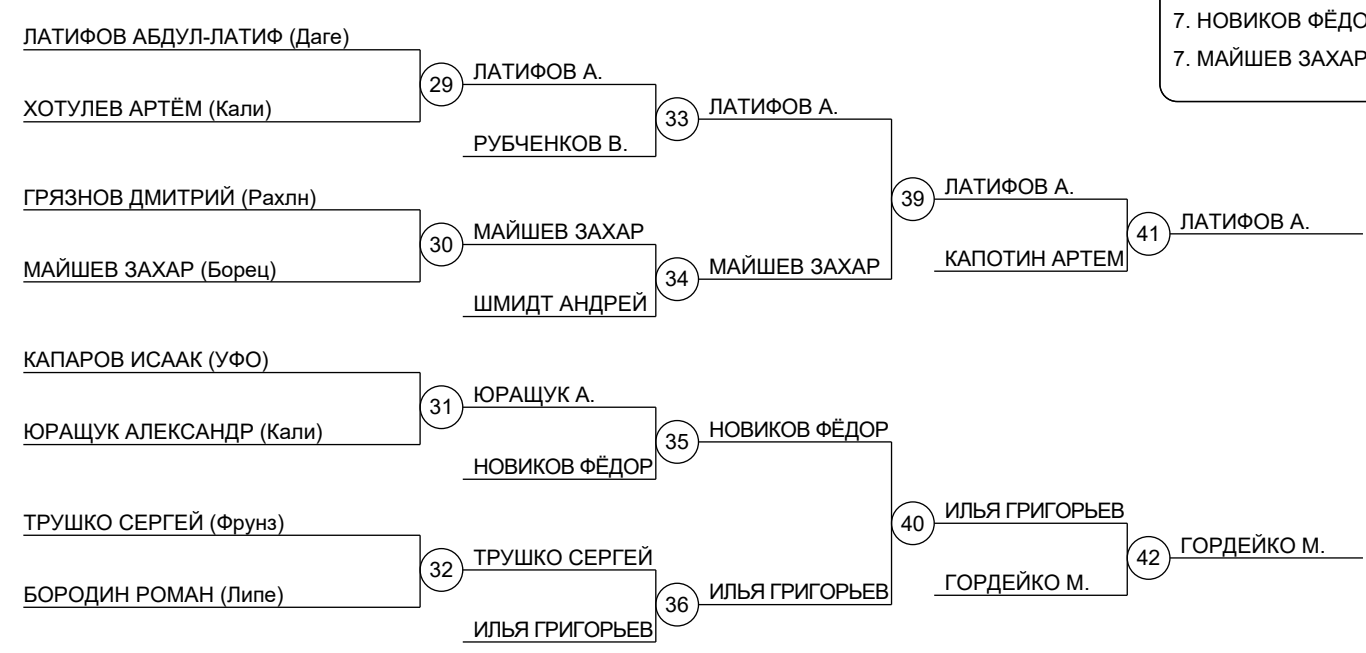 7. НОВИКОВ ФЁДО
7. МАЙШЕВ ЗАХАР
ЛАТИФОВ АБДУЛ-ЛАТИФ (Даге)
29
ХОТУЛЕВ АРТЁМ (Кали)
ЛАТИФОВ А.
33
РУБЧЕНКОВ В.
ЛАТИФОВ А.
ГРЯЗНОВ ДМИТРИЙ (Рахлн)
30
МАЙШЕВ ЗАХАР (Борец)
МАЙШЕВ ЗАХАР
34
ШМИДТ АНДРЕЙ
МАЙШЕВ ЗАХАР
39
ЛАТИФОВ А.
41
КАПОТИН АРТЕМ
ЛАТИФОВ А.
КАПАРОВ ИСААК (УФО)
31
ЮРАЩУК АЛЕКСАНДР (Кали)
ЮРАЩУК А.
35
НОВИКОВ ФЁДОР
НОВИКОВ ФЁДОР
ТРУШКО СЕРГЕЙ (Фрунз)
32
БОРОДИН РОМАН (Липе)
ТРУШКО СЕРГЕЙ
36
ИЛЬЯ ГРИГОРЬЕВ
ИЛЬЯ ГРИГОРЬЕВ
40
ИЛЬЯ ГРИГОРЬЕВ
42
ГОРДЕЙКО М.
ГОРДЕЙКО М.